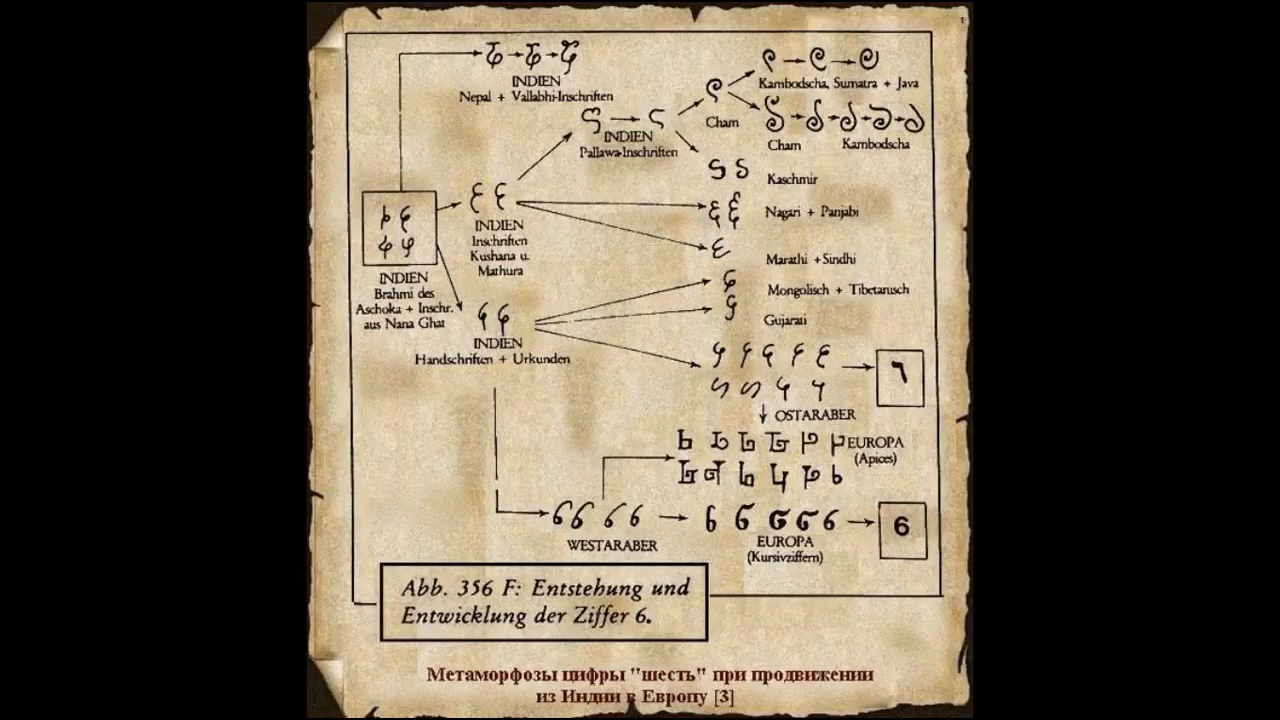 INDIEN
Nepal + Vallabhi-Inschriften
Kambodscha, Sumatra + Java
Cham
INDIEN
Pallawa-Inschriften
Cham
Kambodscha
Kaschmir
Nagari + Panjabi
INDIEN
Inschriften
Kushana u.
Mathura
Marathi + Sindhi
INDIEN
Brahmi des
Aschoka + Inschr.
aus Nana Ghat
Mongolisch + Tibetanisch
Gujarati
INDIEN
Handschriften + Urkunden
OSTARABER
EUROPA
(Apices)
6
WESTARABER
EUROPA
(Kursivziffern)
Abb. 356 F: Entstehung und
Entwicklung der Ziffer 6.
Метаморфозы цифры "шесть" при продвижении
из Индии в Европу [3]